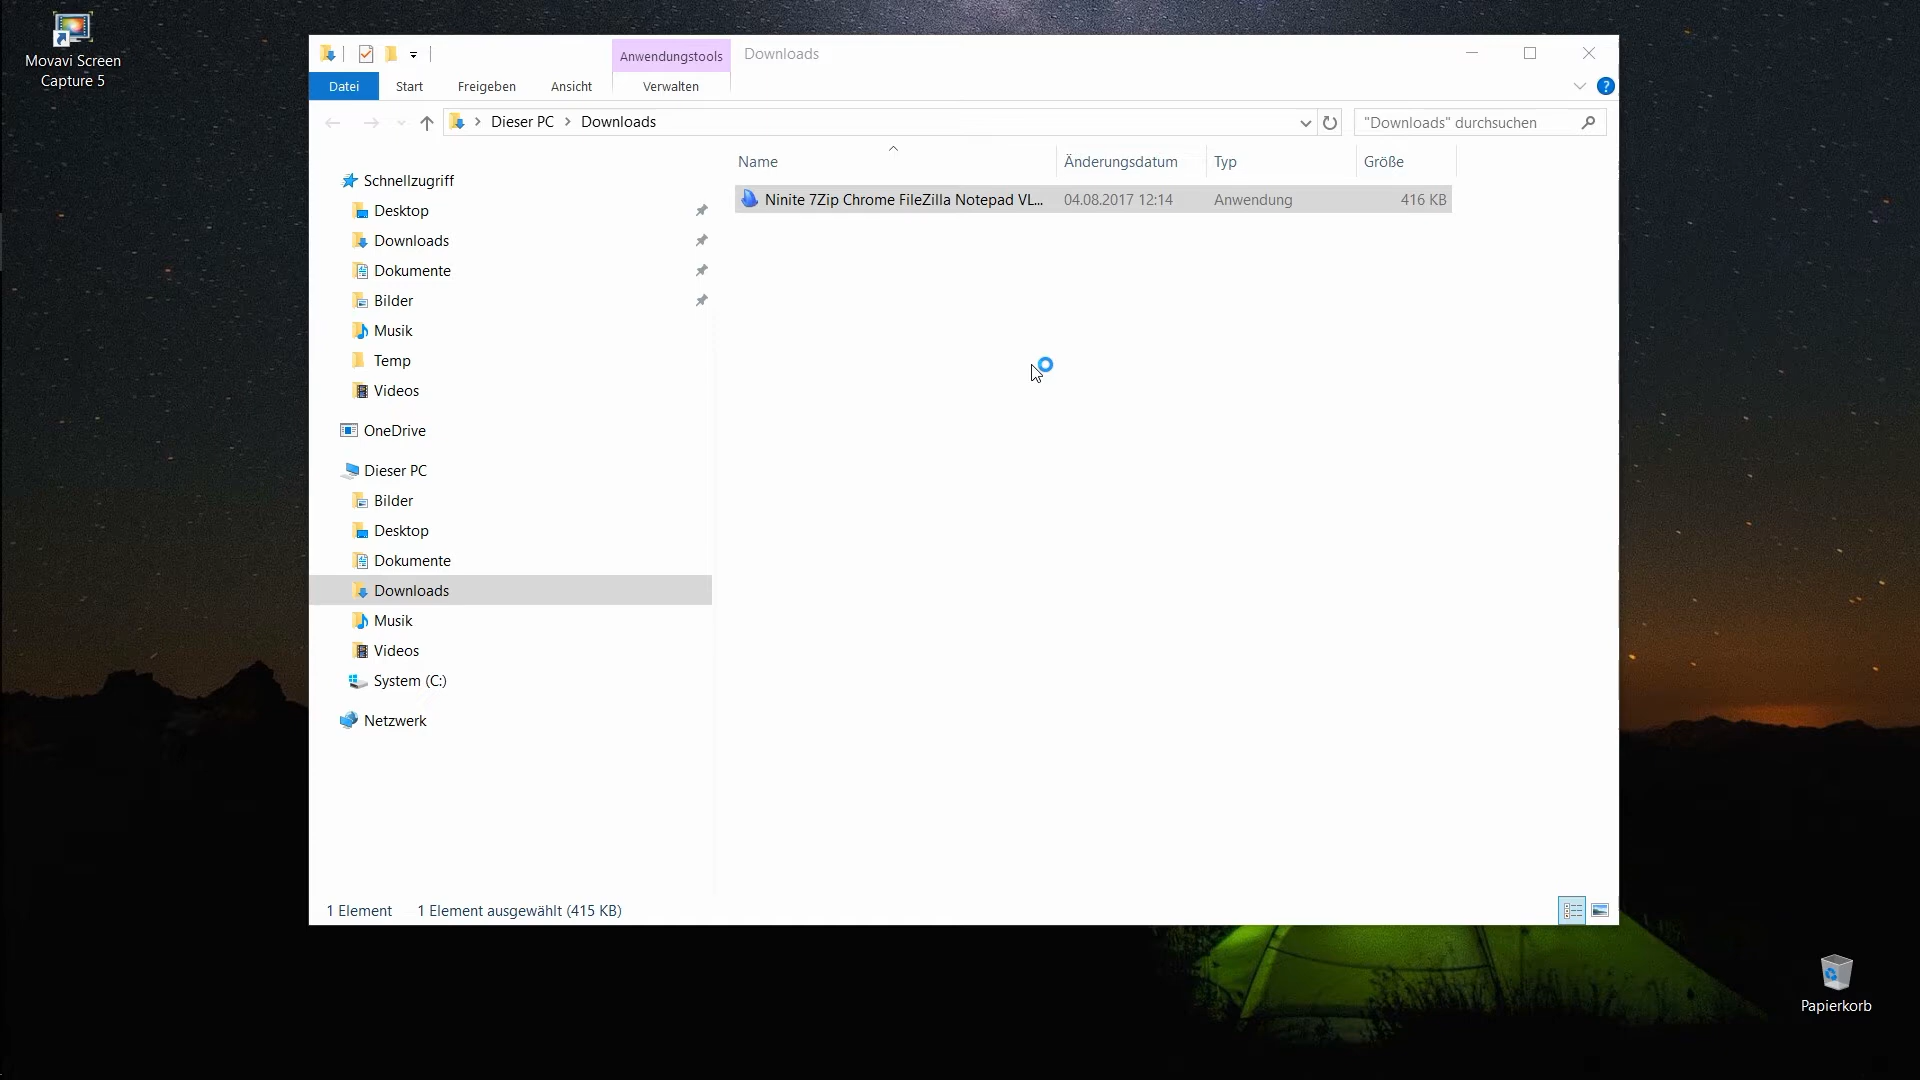 Movavi Screen
Capture 5
Anwendungstools
Downloads
Datei
Start
Freigeben
Ansicht
Verwalten
?
Dieser PC > Downloads
"Downloads" durchsuchen
Name
Änderungsdatum
Typ
Größe
Ninite 7Zip Chrome FileZilla Notepad VL...
04.08.2017 12:14
Anwendung
416 KB
Schnellzugriff
Desktop
Downloads
Dokumente
Bilder
Musik
Temp
Videos
OneDrive
Dieser PC
Bilder
Desktop
Dokumente
Downloads
Musik
Videos
System (C:)
Netzwerk
1 Element
1 Element ausgewählt (415 KB)
Papierkorb